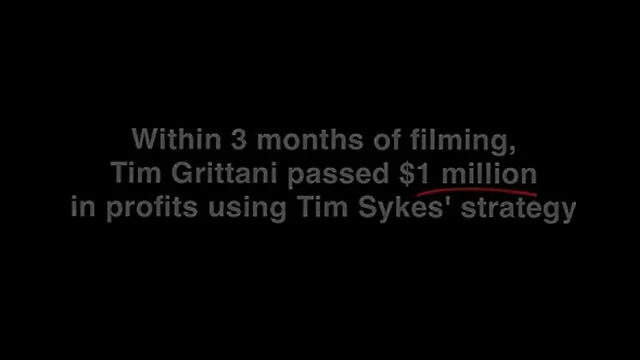 Within 3 months of filming,
Tim Grittani passed $1 million
in profits using Tim Sykes' strategy